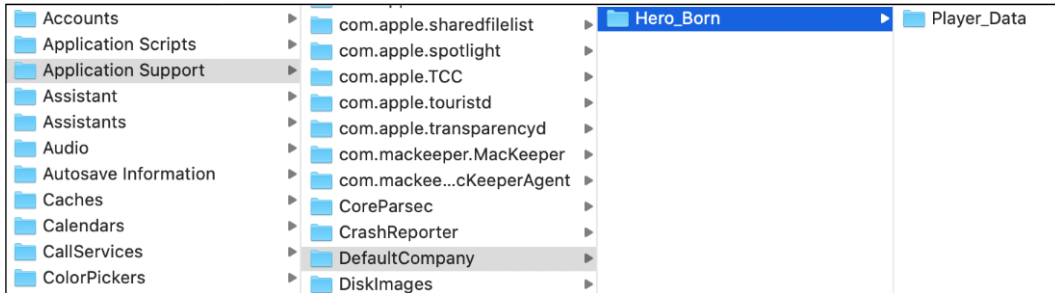 Accounts
Application Scripts
Application Support
Assistant
Assistants
Audio
Autosave Information
Caches
Calendars
CallServices
ColorPickers
com.apple.sharedfilelist
com.apple.spotlight
com.apple.TCC
com.apple.touristd
com.apple.transparencyd
com.mackeeper.MacKeeper
com.mackee...cKeeperAgent
CoreParsec
CrashReporter
DefaultCompany
DiskImages
Hero_Born
Player_Data